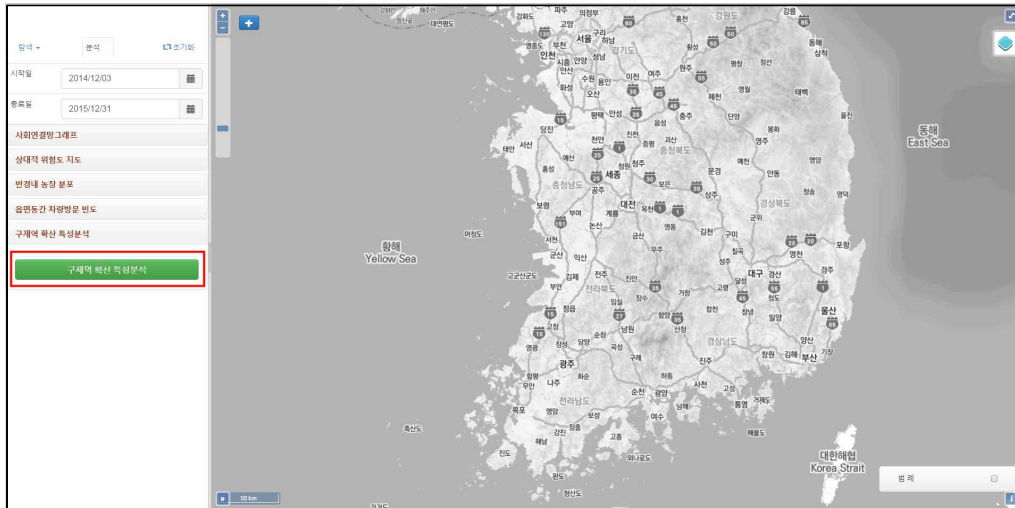 탐색
분석
초기화
시작일
2014/12/03
종료일
2015/12/31
사회연결망그래프
상대적 위험도 지도
반경내 농장 분포
읍면동간 차량방문 빈도
구제역 확산 특성분석
구제역 확산 특성분석
강화도 고양 의정부 홍천 강원도 강릉
대연평도
서울 구리 하남
영종도 부천
인천 안양 성남 경기도 횡성 동해
시흥 삼척
안산 수원 용인 이천 여주 원주 평창 정선
화성 오산 제천 영월 태백
평택 안성 음성 충주 단양
당진 울진
태안 서산 천안 진천 증평 괴산 봉화
영주
예산 청원 청주 충청북도 예천 영양
홍성 세종 문경 안동
충청남도 공주 보은 상주 청송 영덕
보령 부여 계룡 대전 옥천 경상북도
군위
어청도 논산 영동
서천 금산 김천 구미
군산 익산 무주 칠곡 영천 포항
성주
고군산군도 김제 전주 진안 대구 경산 경주
부안 전라북도 고령 달성
정읍 임실 장수 거창 합천 창녕 청도 울산
고창 남원 함양 산청 밀양
영광 장성 담양 순창 곡성 경상남도 양산
구례 진주 창원 김해 부산 기장
광주
함평 나주 화순 하동 사천 고성
무안 순천 광양 통영 거제도
전라남도
목포 영암 보성 여수 남해
흑산도 강진 장흥 고흥 매물도
해남
진도 외나로도
완도
청산도
황해
Yellow Sea
동해
East Sea
대한해협
Korea Strait
범례
50 km